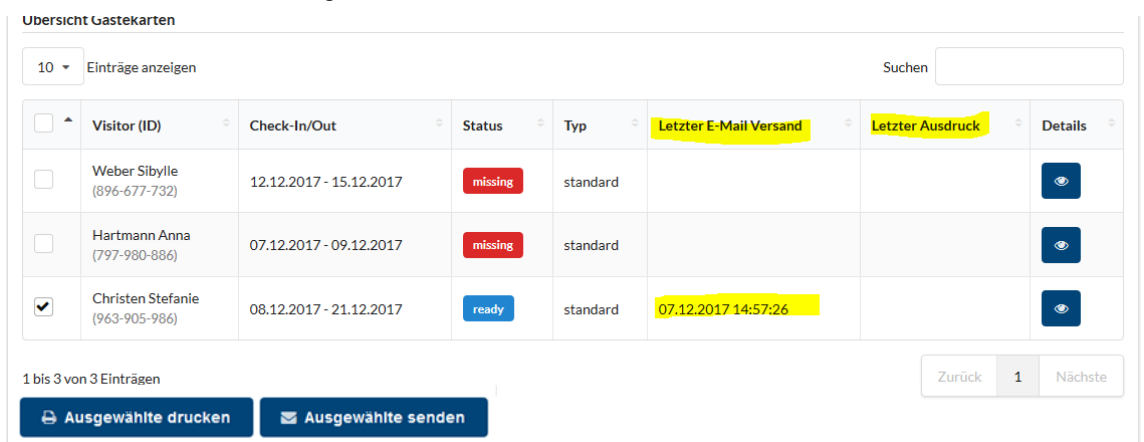 Übersicht Gästekarten
10 Einträge anzeigen Suchen
Visitor (ID) Check-In/Out Status Typ Letzter E-Mail Versand Letzter Ausdruck Details
Weber Sibylle
(896-677-732) 12.12.2017 - 15.12.2017 missing standard
Hartmann Anna
(797-980-886) 07.12.2017 - 09.12.2017 missing standard
Christen Stefanie
(963-905-986) 08.12.2017 - 21.12.2017 ready standard 07.12.2017 14:57:26
1 bis 3 von 3 Einträgen Zurück 1 Nächste
Ausgewählte drucken Ausgewählte senden